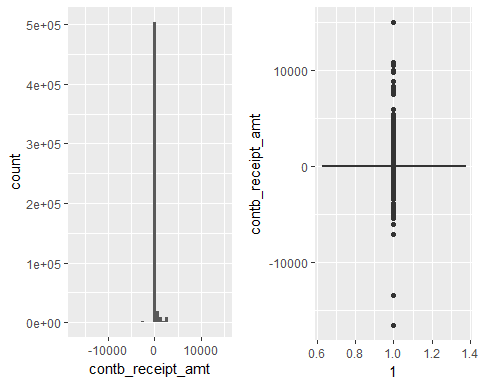 5e+05
4e+05
3e+05
2e+05
1e+05
0e+00
count
-10000 0 10000
contb_receipt_amt
10000
0
-10000
contb_receipt_amt
0.6 0.8 1.0 1.2 1.4
1